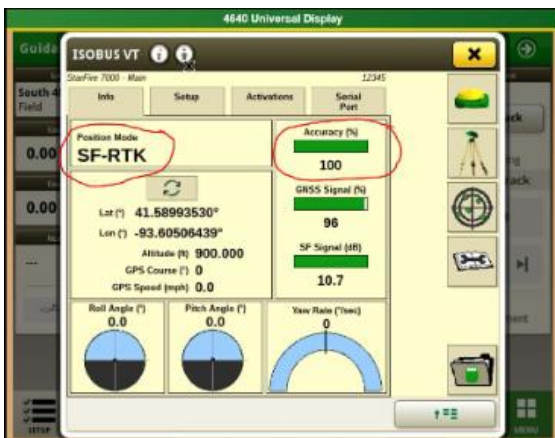 4640 Universal Display
Guida
ISOBUS VT
StarFire 7000 - Main
12345
Info
Setup
Activations
Serial
Port
South 4
Field
Position Mode
SF-RTK
Accuracy (%)
100
0.00
GNSS Signal (%)
96
Lat (°) 41.58993530°
Lon (°) -93.60506439°
Altitude (ft) 900.000
GPS Course (°) 0
GPS Speed (mph) 0.0
SF Signal (dB)
10.7
0.00
---
Roll Angle (°)
0.0
Pitch Angle (°)
0.0
Yaw Rate (°/sec)
0
SETUP
MENU